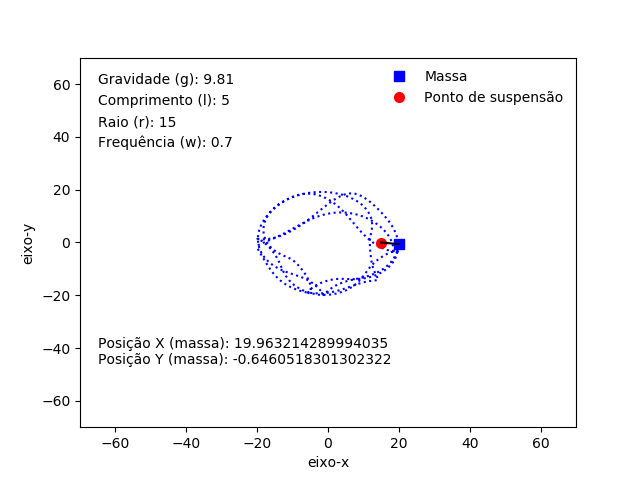 Gravidade (g): 9.81
Comprimento (l): 5
Raio (r): 15
Frequência (w): 0.7
Massa
Ponto de suspensão
60
40
20
0
−20
−40
−60
eixo-y
Posição X (massa): 19.963214289994035
Posição Y (massa): -0.6460518301302322
−60 −40 −20 0 20 40 60
eixo-x